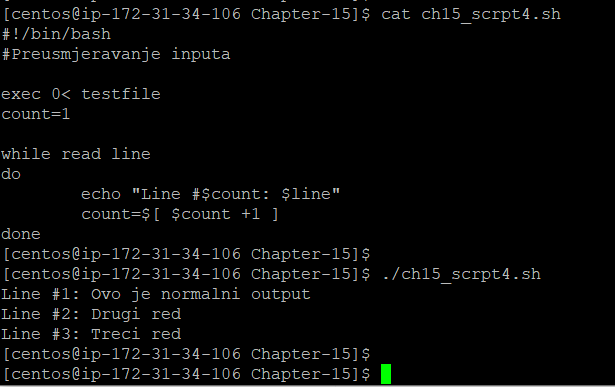 [centos@ip-172-31-34-106 Chapter-15]$ cat ch15_scrpt4.sh
#!/bin/bash
#Preusmjeravanje inputa

exec 0< testfile
count=1

while read line
do
        echo "Line #$count: $line"
        count=$[ $count +1 ]
done
[centos@ip-172-31-34-106 Chapter-15]$
[centos@ip-172-31-34-106 Chapter-15]$ ./ch15_scrpt4.sh
Line #1: Ovo je normalni output
Line #2: Drugi red
Line #3: Treci red
[centos@ip-172-31-34-106 Chapter-15]$
[centos@ip-172-31-34-106 Chapter-15]$